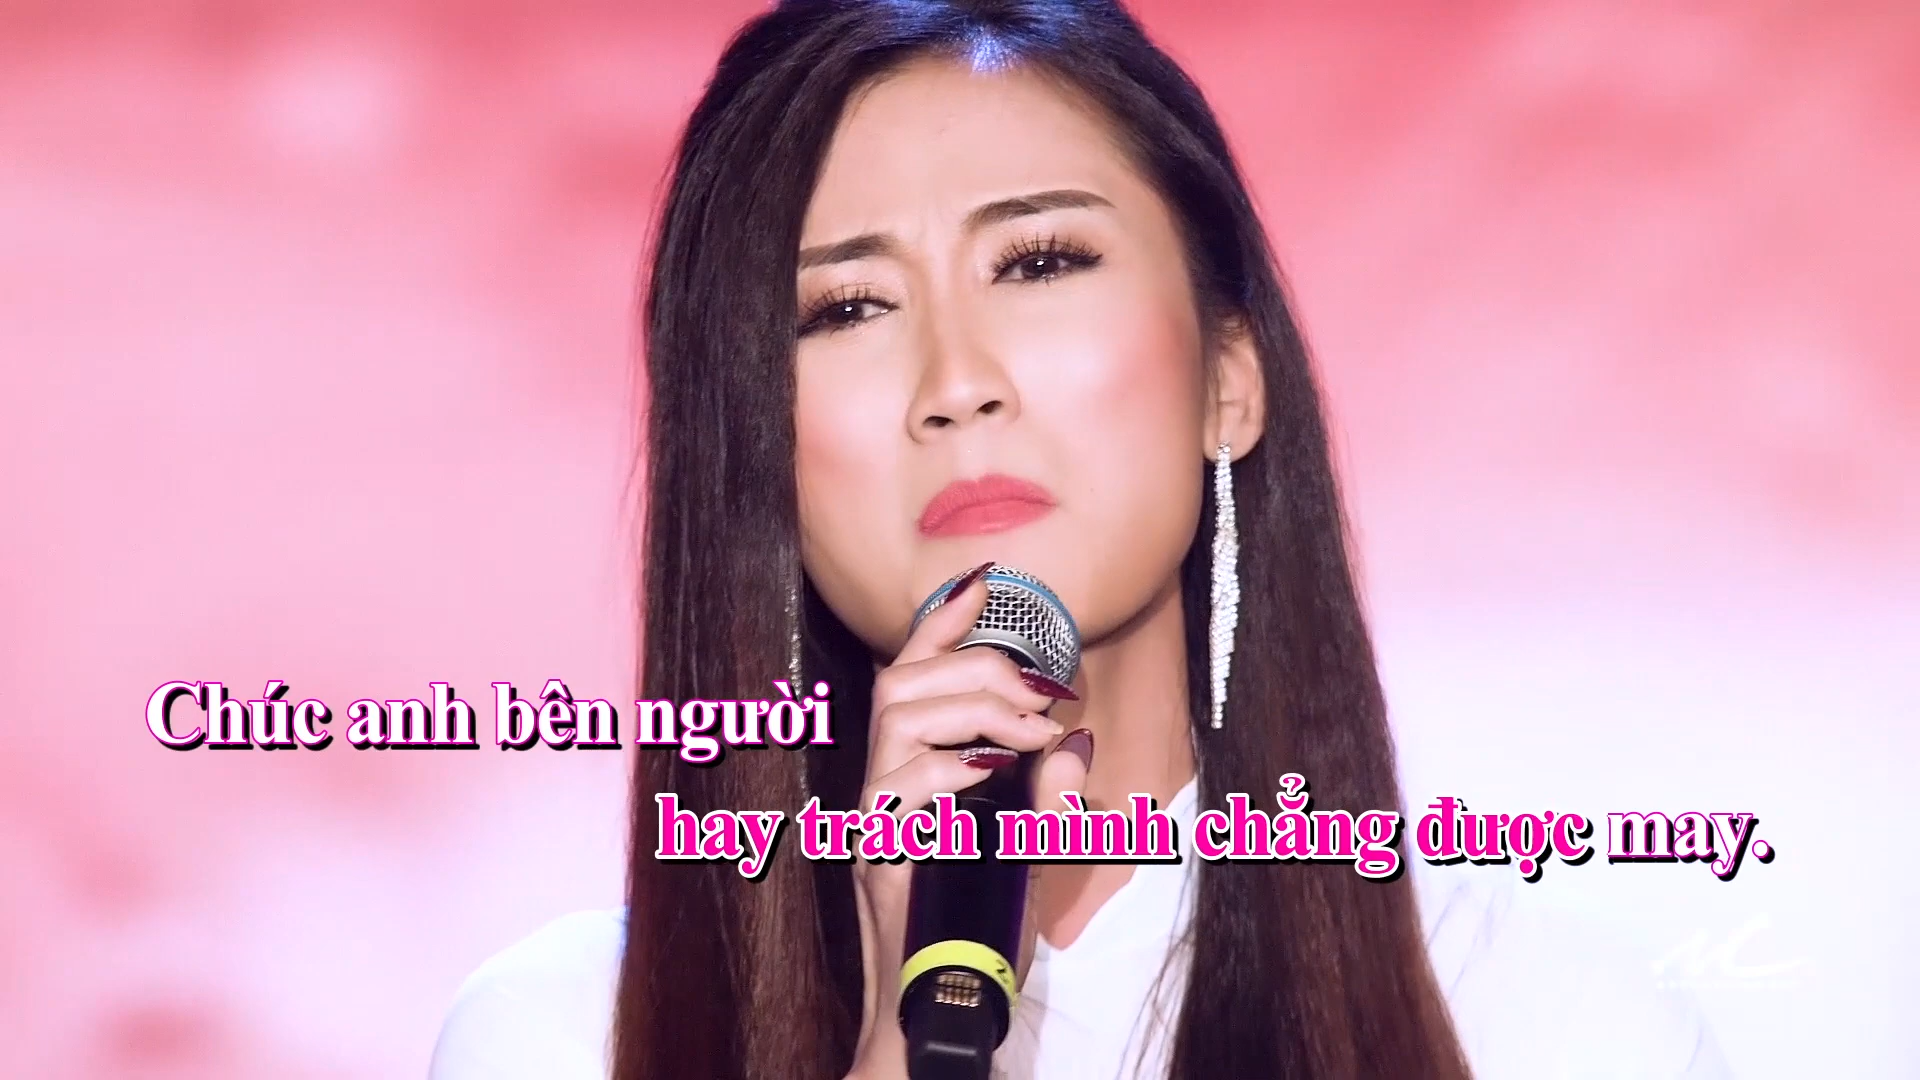 Chúc anh bên người
hay trách mình chẳng được may.